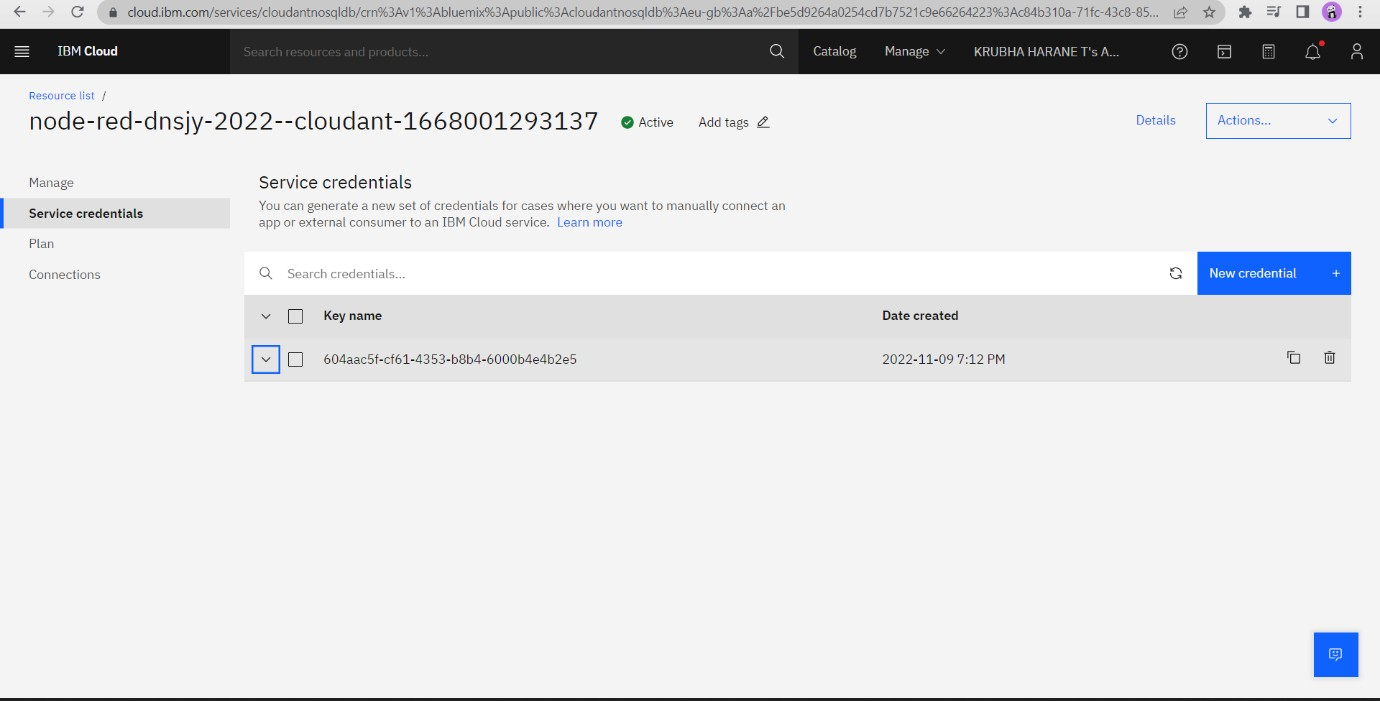 cloud.ibm.com/services/cloudantnosqldb/crn%3Av1%3Abluemix%3Apublic%3Acloudantnosqldb%3Aeu-gb%3Aa%2Fbe5d9264a0254cd7b7521c9e66264223%3Ac84b310a-71fc-43c8-85...
IBM Cloud
Search resources and products...
Catalog
Manage
KRUBHA HARANE T's A...
Resource list /
node-red-dnsjy-2022--cloudant-1668001293137
Active
Add tags
Details
Actions...
Manage
Service credentials
Plan
Connections
Service credentials
You can generate a new set of credentials for cases where you want to manually connect an
app or external consumer to an IBM Cloud service. Learn more
Search credentials...
New credential +
Key name
Date created
604aac5f-cf61-4353-b8b4-6000b4e4b2e5
2022-11-09 7:12 PM